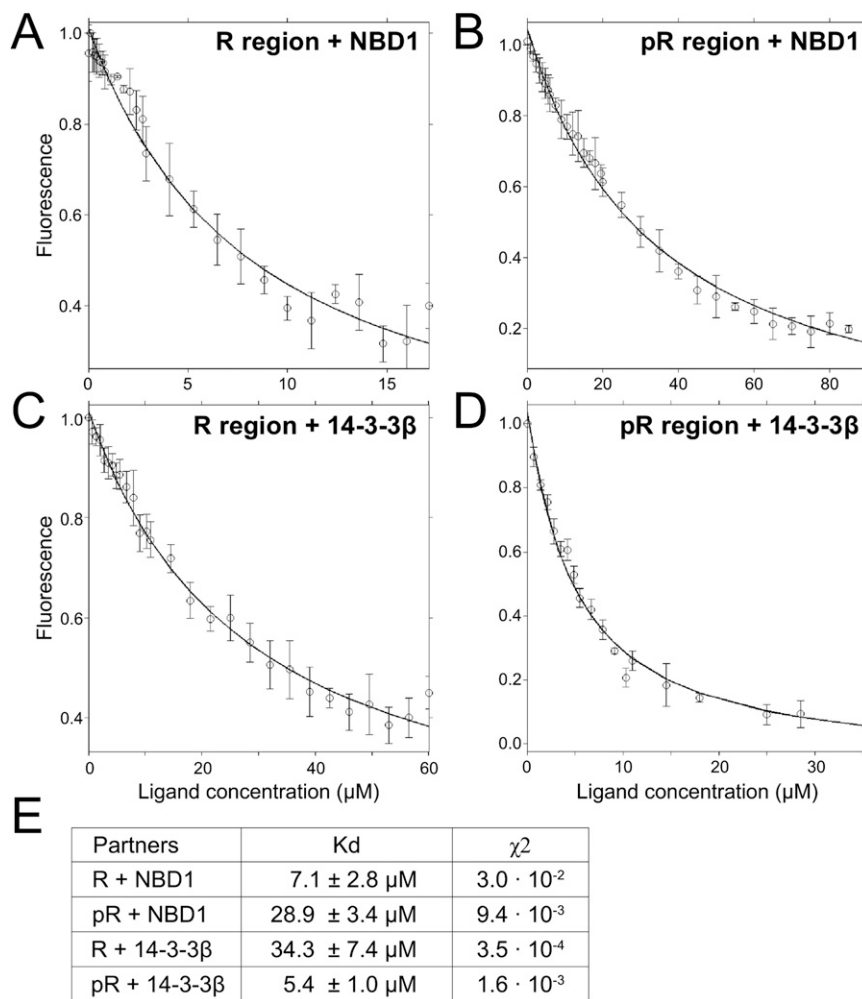 A
R region + NBD1
1.0
0.8
0.6
0.4
Fluorescence
0
5
10
15
B
pR region + NBD1
1.0
0.8
0.6
0.4
0.2
0
20
40
60
80
C
R region + 14-3-3β
1.0
0.8
0.6
0.4
Fluorescence
0
20
40
60
Ligand concentration (µM)
D
pR region + 14-3-3β
1.0
0.8
0.6
0.4
0.2
0.0
0
10
20
30
Ligand concentration (µM)
E
Partners Kd χ2
R + NBD1 7.1 ± 2.8 µM 3.0 · 10⁻²
pR + NBD1 28.9 ± 3.4 µM 9.4 · 10⁻³
R + 14-3-3β 34.3 ± 7.4 µM 3.5 · 10⁻⁴
pR + 14-3-3β 5.4 ± 1.0 µM 1.6 · 10⁻³